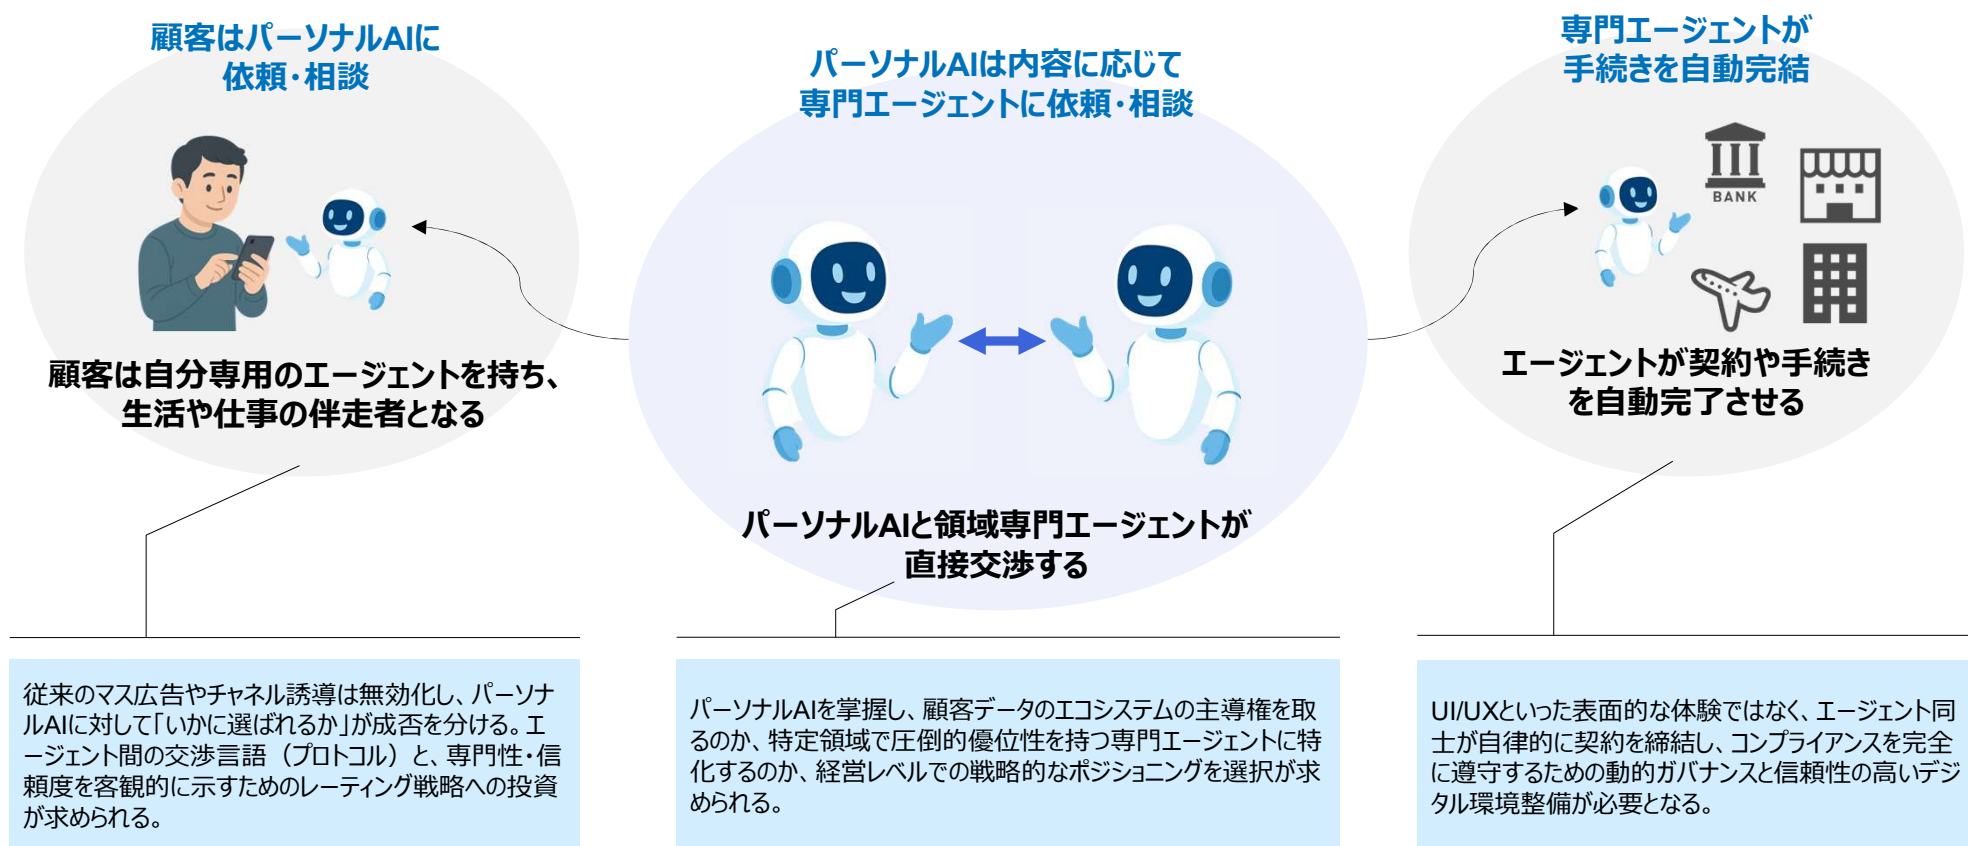 顧客はパーソナルAIに
依頼・相談
顧客は自分専用のエージェントを持ち、
生活や仕事の伴走者となる
従来のマス広告やチャネル誘導は無効化し、パーソナ
ルAIに対して「いかに選ばれるか」が成否を分ける。エ
ージェント間の交渉言語（プロトコル）と、専門性・信
頼度を客観的に示すためのレーティング戦略への投資
が求められる。
パーソナルAIは内容に応じて
専門エージェントに依頼・相談
パーソナルAIと領域専門エージェントが
直接交渉する
パーソナルAIを掌握し、顧客データのエコシステムの主導権を取
るのか、特定領域で圧倒的優位性を持つ専門エージェントに特
化するのか、経営レベルでの戦略的なポジショニングを選択が求
められる。
専門エージェントが
手続きを自動完結
BANK
エージェントが契約や手続き
を自動完了させる
UI/UXといった表面的な体験ではなく、エージェント同
士が自律的に契約を締結し、コンプライアンスを完全
に遵守するための動的ガバナンスと信頼性の高いデジ
タル環境整備が必要となる。